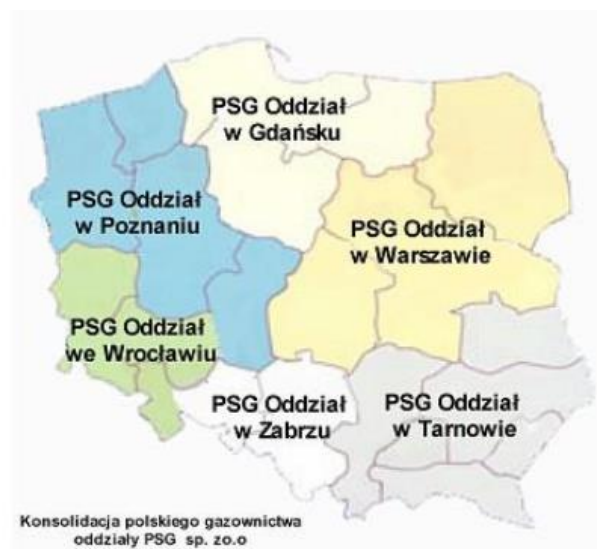 PSG Oddział
w Gdańsku
PSG Oddział
w Poznaniu
PSG Oddział
w Warszawie
PSG Oddział
we Wrocławiu
PSG Oddział
w Zabrzu
PSG Oddział
w Tarnowie
Konsolidacja polskiego gazownictwa
oddziały PSG sp. zo.o